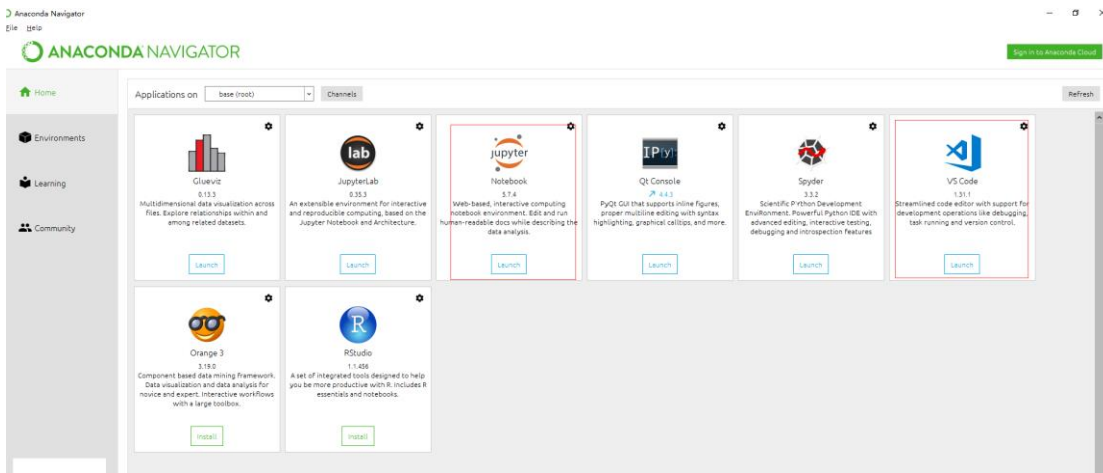 Anaconda Navigator
File Help
ANACONDA NAVIGATOR
Sign in to Anaconda Cloud
Home
Environments
Learning
Community
Applications on base (root) Channels
Refresh
Glueviz
0.13.3
Multidimensional data visualization across
files. Explore relationships within and
among related datasets.
Launch
lab
JupyterLab
0.35.3
An extensible environment for interactive
and reproducible computing, based on the
Jupyter Notebook and Architecture.
Launch
jupyter
Notebook
5.7.4
Web-based, interactive computing
notebook environment. Edit and run
human-readable docs while describing the
data analysis.
Launch
IP[y]:
Qt Console
4.4.3
PyQt GUI that supports inline figures,
proper multiline editing with syntax
highlighting, graphical calltips, and more.
Launch
Spyder
3.3.2
Scientific PYthon Development
EnviRonment. Powerful Python IDE with
advanced editing, interactive testing,
debugging and introspection features
Launch
VS Code
1.31.1
Streamlined code editor with support for
development operations like debugging,
task running and version control.
Launch
Orange 3
3.19.0
Component based data mining framework.
Data visualization and data analysis for
novice and expert. Interactive workflows
with a large toolbox.
Install
R
RStudio
1.1.456
A set of integrated tools designed to help
you be more productive with R. Includes R
essentials and notebooks.
Install